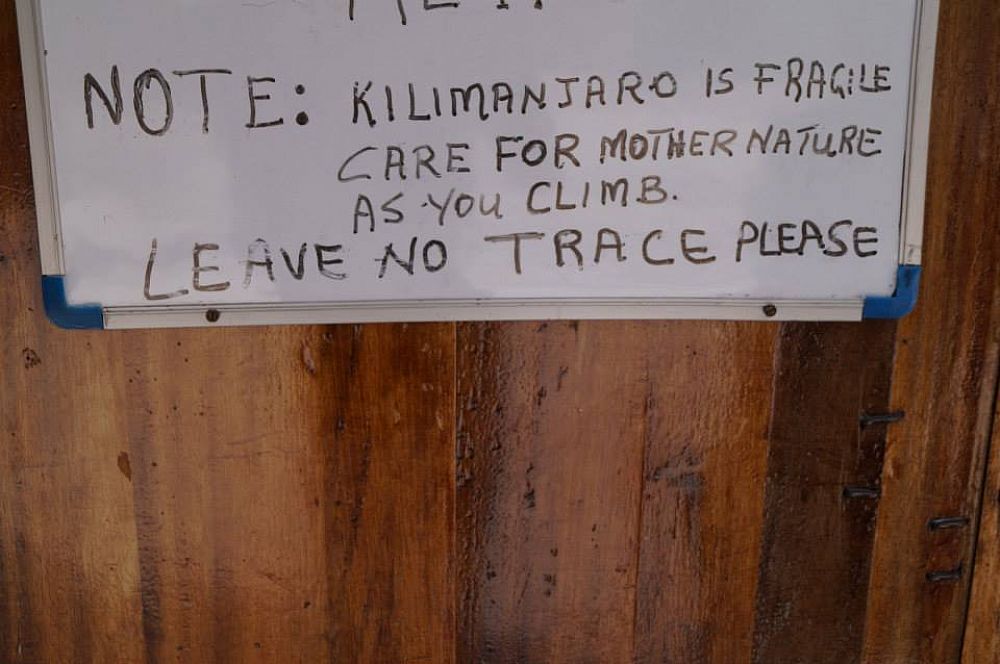 NOTE: KILIMANJARO IS FRAGILE
CARE FOR MOTHER NATURE
AS YOU CLIMB.
LEAVE NO TRACE PLEASE